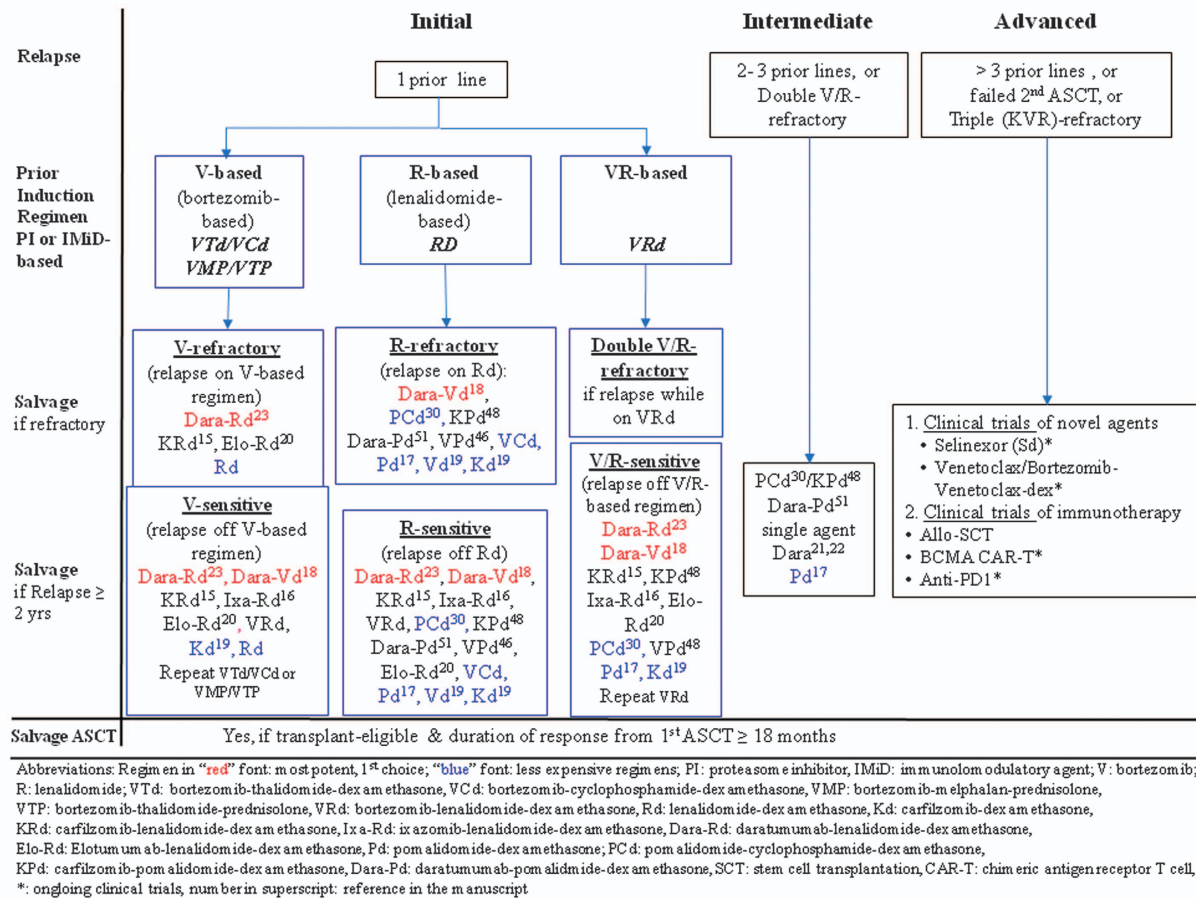 Initial
Intermediate
Advanced
Relapse
1 prior line
2- 3 prior lines, or
Double V/R-
refractory
> 3 prior lines , or
failed 2nd ASCT, or
Triple (KVR)-refractory
Prior
Induction
Regimen
PI or IMiD-
based
V-based
(bortezomib-
based)
VTd/VCd
VMP/VTP
R-based
(lenalidomide-
based)
RD
VR-based
VRd
Salvage
if refractory
V-refractory
(relapse on V-based
regimen)
Dara-Rd23
KRd15, Elo-Rd20
Rd
R-refractory
(relapse on Rd):
Dara-Vd18,
PCd30, KPd48
Dara-Pd51, VPd46, VCd,
Pd17, Vd19, Kd19
Double V/R-
refractory
if relapse while
on VRd
Salvage
if Relapse ≥
2 yrs
V-sensitive
(relapse off V-based
regimen)
Dara-Rd23, Dara-Vd18
KRd15, Ixa-Rd16
Elo-Rd20, VRd,
Kd19, Rd
Repeat VTd/VCd or
VMP/VTP
R-sensitive
(relapse off Rd)
Dara-Rd23, Dara-Vd18,
KRd15, Ixa-Rd16,
VRd, PCd30, KPd48
Dara-Pd51, VPd46,
Elo-Rd20, VCd,
Pd17, Vd19, Kd19
V/R-sensitive
(relapse off V/R-
based regimen)
Dara-Rd23
Dara-Vd18
KRd15, KPd48
Ixa-Rd16, Elo-
Rd20
PCd30, VPd48
Pd17, Kd19
Repeat VRd
PCd30/KPd48
Dara-Pd51
single agent
Dara21,22
Pd17
1. Clinical trials of novel agents
• Selinexor (Sd)*
• Venetoclax/Bortezomib-
Venetoclax-dex*
2. Clinical trials of immunotherapy
• Allo-SCT
• BCMA CAR-T*
• Anti-PD1*
Salvage ASCT
Yes, if transplant-eligible & duration of response from 1st ASCT ≥ 18 months
Abbreviations: Regimen in “red” font: most potent, 1st choice; “blue” font: less expensive regimens; PI: proteasome inhibitor, IMiD: immunolomodulatory agent; V: bortezomib;
R: lenalidomide; VTd: bortezomib-thalidomide-dexamethasone, VCd: bortezomib-cyclophosphamide-dexamethasone, VMP: bortezomib-melphalan-prednisolone,
VTP: bortezomib-thalidomide-prednisolone, VRd: bortezomib-lenalidomide-dexamethasone, Rd: lenalidomide-dexamethasone, Kd: carfilzomib-dexamethasone,
KRd: carfilzomib-lenalidomide-dexamethasone, Ixa-Rd: ixazomib-lenalidomide-dexamethasone, Dara-Rd: daratumumab-lenalidomide-dexamethasone,
Elo-Rd: Elotumumab-lenalidomide-dexamethasone, Pd: pomalidomide-dexamethasone; PCd: pomalidomide-cyclophosphamide-dexamethasone,
KPd: carfilzomib-pomalidomide-dexamethasone, Dara-Pd: daratumumab-pomalidmide-dexamethasone, SCT: stem cell transplantation, CAR-T: chimeric antigen receptor T cell,
*: ongloing clinical trials, number in superscript: reference in the manuscript